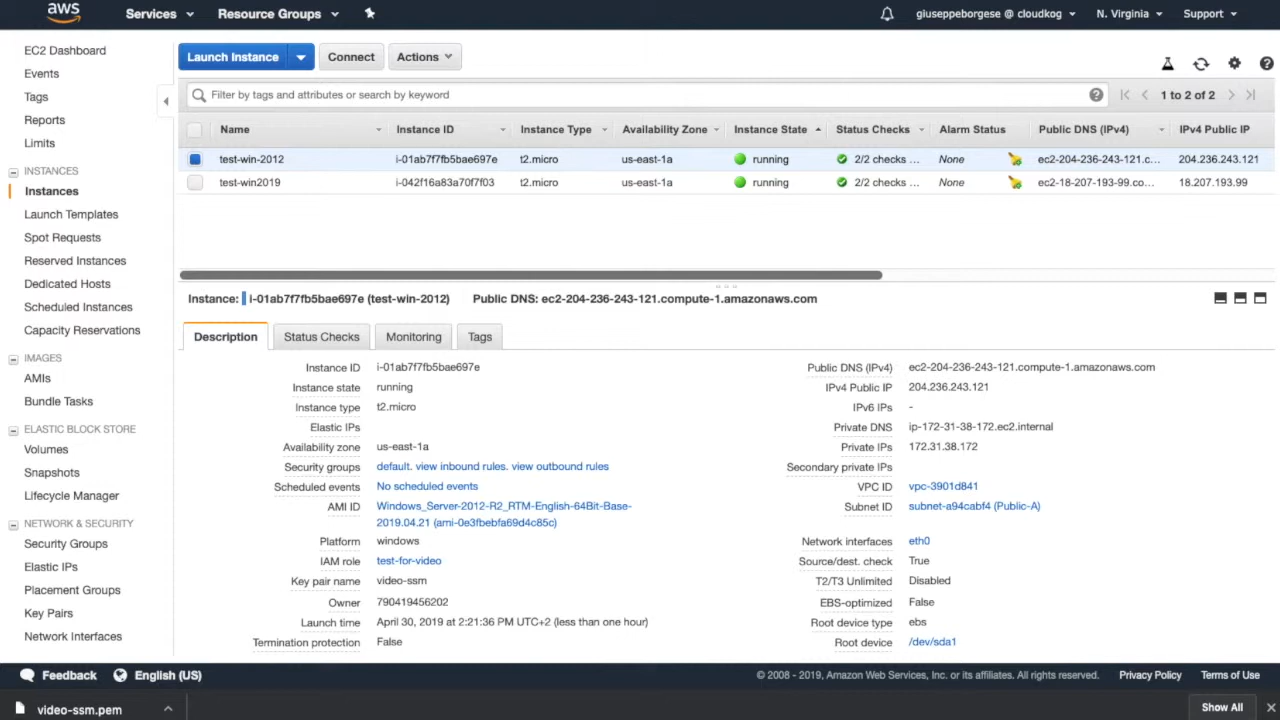 aws Services Resource Groups giuseppeborgese @ cloudkog N. Virginia Support
EC2 Dashboard
Events
Tags
Reports
Limits
INSTANCES
Instances
Launch Templates
Spot Requests
Reserved Instances
Dedicated Hosts
Scheduled Instances
Capacity Reservations
IMAGES
AMIs
Bundle Tasks
ELASTIC BLOCK STORE
Volumes
Snapshots
Lifecycle Manager
NETWORK & SECURITY
Security Groups
Elastic IPs
Placement Groups
Key Pairs
Network Interfaces
Launch Instance Connect Actions
Filter by tags and attributes or search by keyword 1 to 2 of 2
Name Instance ID Instance Type Availability Zone Instance State Status Checks Alarm Status Public DNS (IPv4) IPv4 Public IP
test-win-2012 i-01ab7f7fb5bae697e t2.micro us-east-1a running 2/2 checks ... None ec2-204-236-243-121.c... 204.236.243.121
test-win2019 i-042f16a83a70f7f03 t2.micro us-east-1a running 2/2 checks ... None ec2-18-207-193-99.co... 18.207.193.99
Instance: i-01ab7f7fb5bae697e (test-win-2012) Public DNS: ec2-204-236-243-121.compute-1.amazonaws.com
Description Status Checks Monitoring Tags
Instance ID i-01ab7f7fb5bae697e
Instance state running
Instance type t2.micro
Elastic IPs
Availability zone us-east-1a
Security groups default. view inbound rules. view outbound rules
Scheduled events No scheduled events
AMI ID Windows_Server-2012-R2_RTM-English-64Bit-Base-
2019.04.21 (ami-0e3fbebfa69d4c85c)
Platform windows
IAM role test-for-video
Key pair name video-ssm
Owner 790419456202
Launch time April 30, 2019 at 2:21:36 PM UTC+2 (less than one hour)
Termination protection False
Public DNS (IPv4) ec2-204-236-243-121.compute-1.amazonaws.com
IPv4 Public IP 204.236.243.121
IPv6 IPs -
Private DNS ip-172-31-38-172.ec2.internal
Private IPs 172.31.38.172
Secondary private IPs
VPC ID vpc-3901d841
Subnet ID subnet-a94cabf4 (Public-A)
Network interfaces eth0
Source/dest. check True
T2/T3 Unlimited Disabled
EBS-optimized False
Root device type ebs
Root device /dev/sda1
Feedback English (US) © 2008 - 2019, Amazon Web Services, Inc. or its affiliates. All rights reserved. Privacy Policy Terms of Use
video-ssm.pem Show All